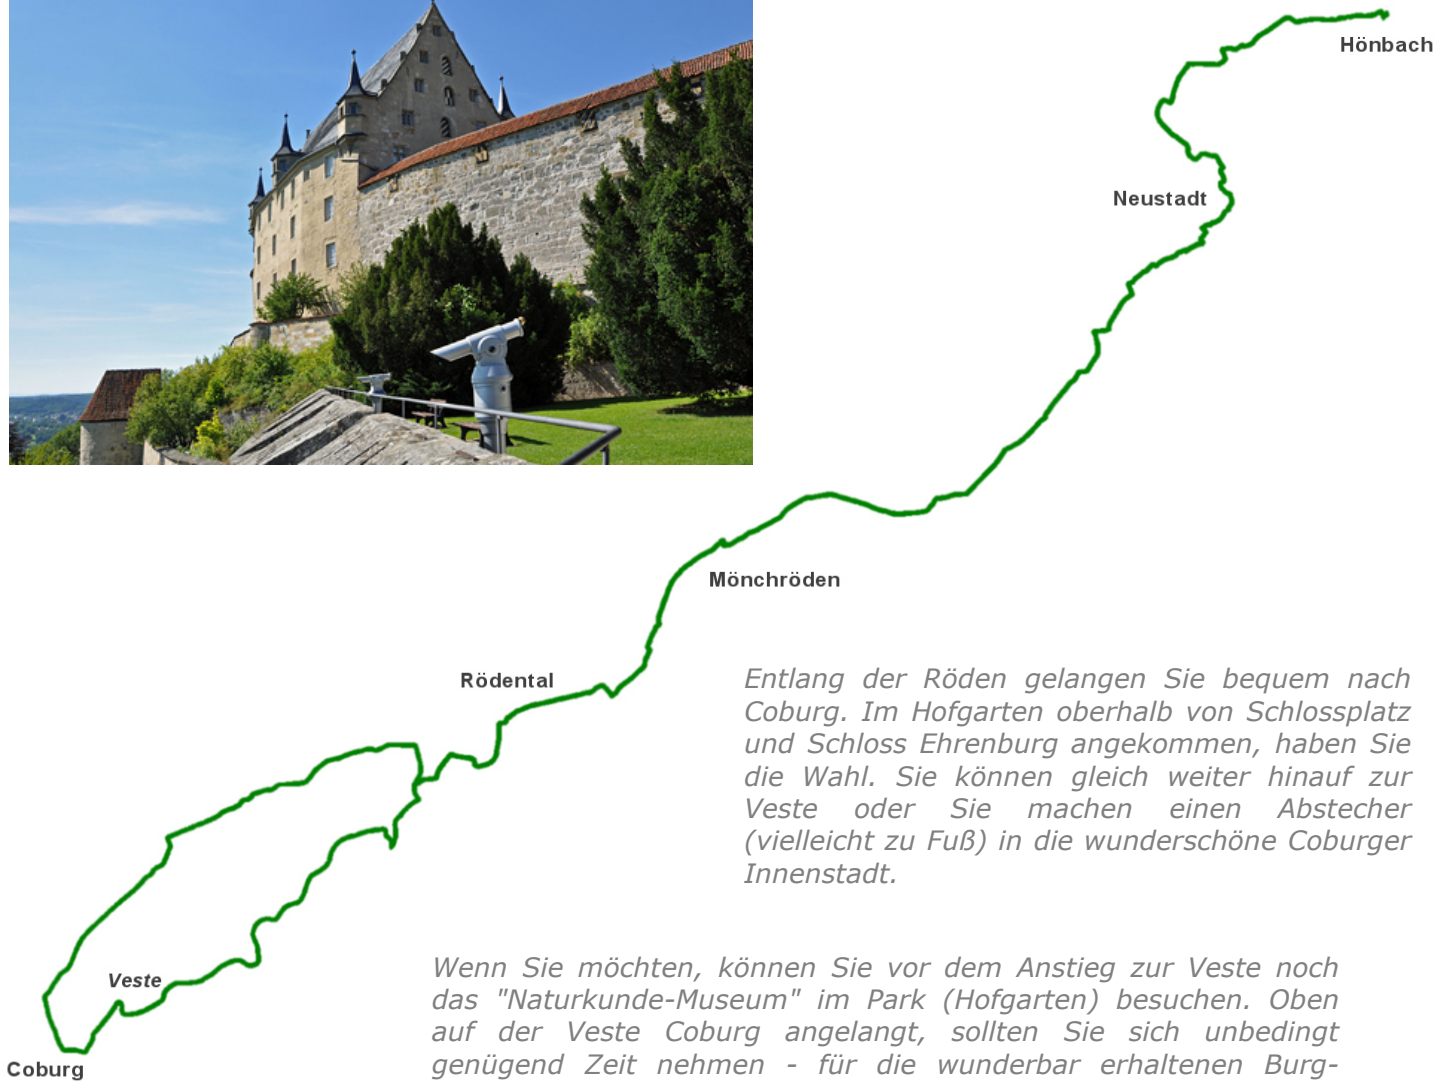 Hönbach
Neustadt
Mönchröden
Rödental
Entlang der Röden gelangen Sie bequem nach
Coburg. Im Hofgarten oberhalb von Schlossplatz
und Schloss Ehrenburg angekommen, haben Sie
die Wahl. Sie können gleich weiter hinauf zur
Veste oder Sie machen einen Abstecher
(vielleicht zu Fuß) in die wunderschöne Coburger
Innenstadt.
Veste
Wenn Sie möchten, können Sie vor dem Anstieg zur Veste noch
das "Naturkunde-Museum" im Park (Hofgarten) besuchen. Oben
auf der Veste Coburg angelangt, sollten Sie sich unbedingt
genügend Zeit nehmen - für die wunderbar erhaltenen Burg-
Coburg